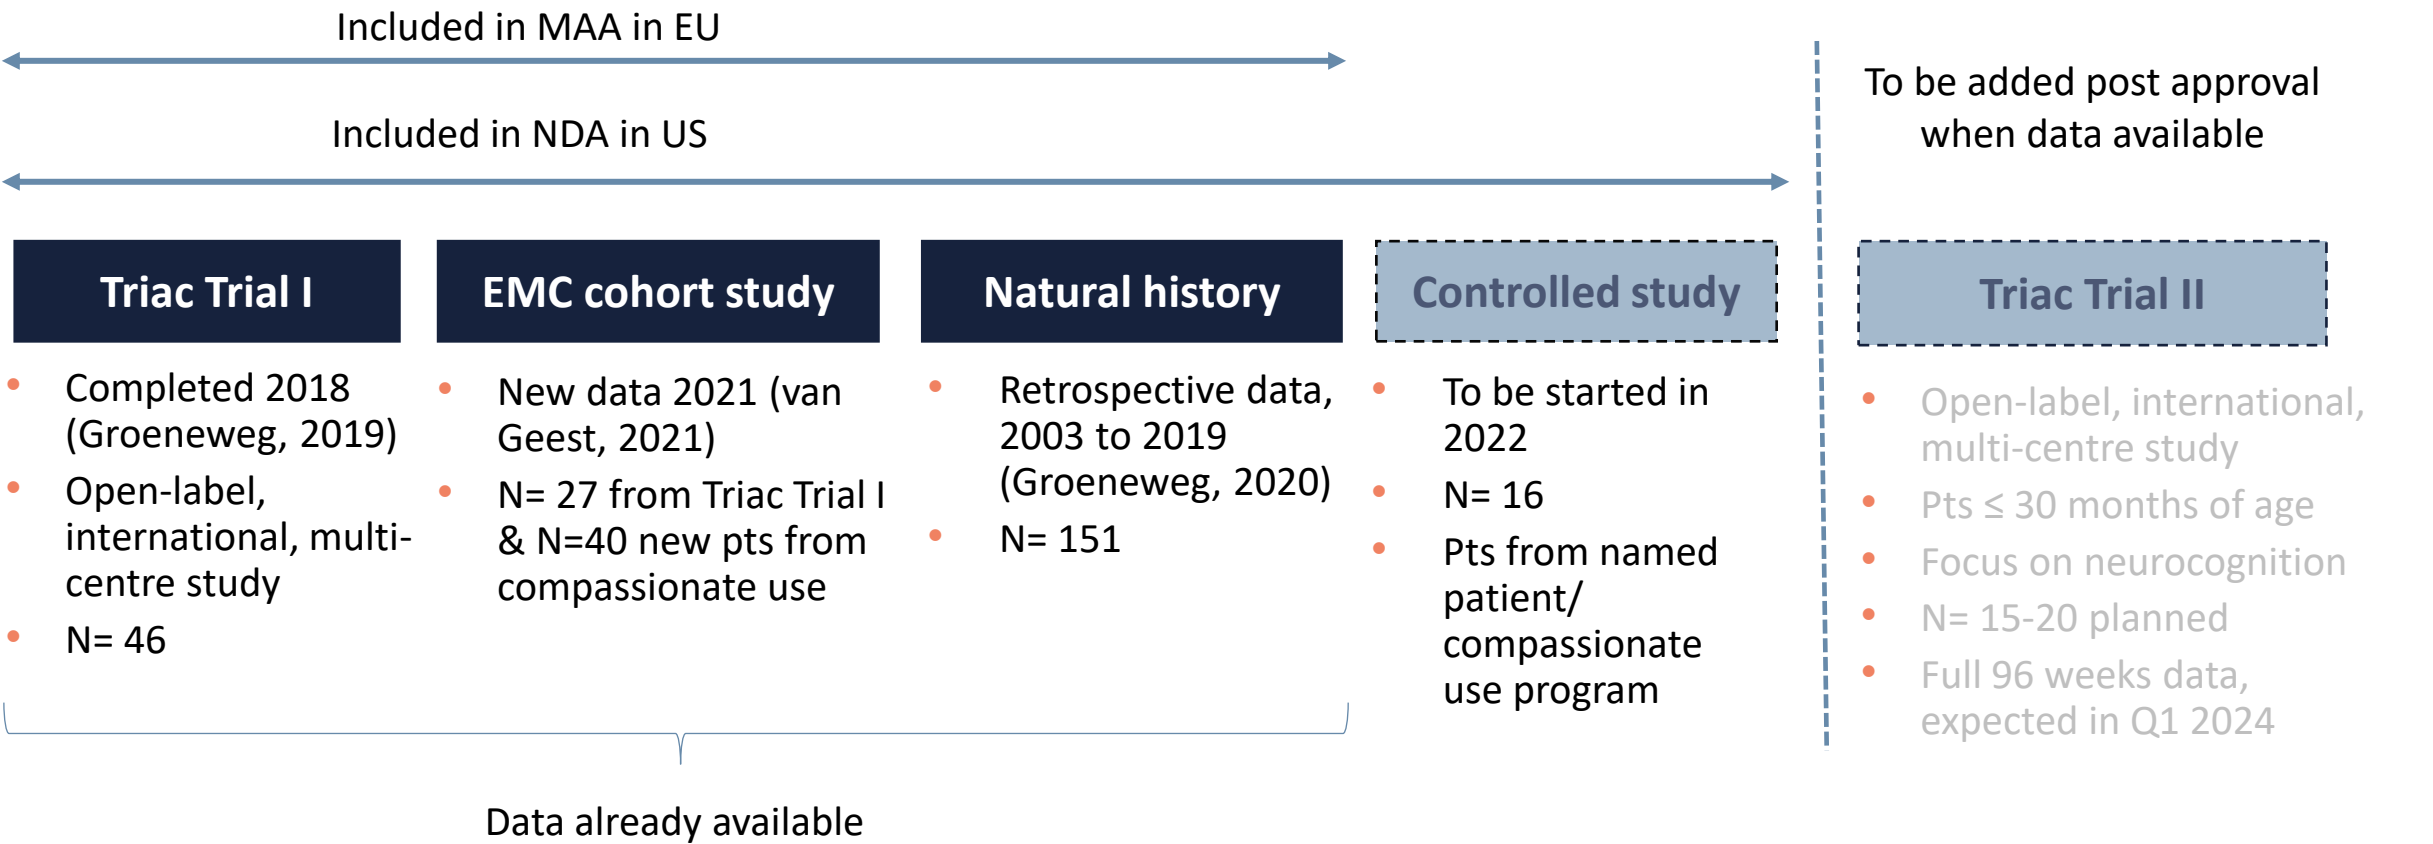 Included in MAA in EU
Included in NDA in US
To be added post approval
when data available
Triac Trial I
• Completed 2018
(Groeneweg, 2019)
• Open-label,
international, multi-
centre study
• N= 46
EMC cohort study
• New data 2021 (van
Geest, 2021)
• N= 27 from Triac Trial I
& N=40 new pts from
compassionate use
Natural history
• Retrospective data,
2003 to 2019
(Groeneweg, 2020)
• N= 151
Controlled study
• To be started in
2022
• N= 16
• Pts from named
patient/
compassionate
use program
Triac Trial II
• Open-label, international,
multi-centre study
• Pts ≤ 30 months of age
• Focus on neurocognition
• N= 15-20 planned
• Full 96 weeks data,
expected in Q1 2024
Data already available